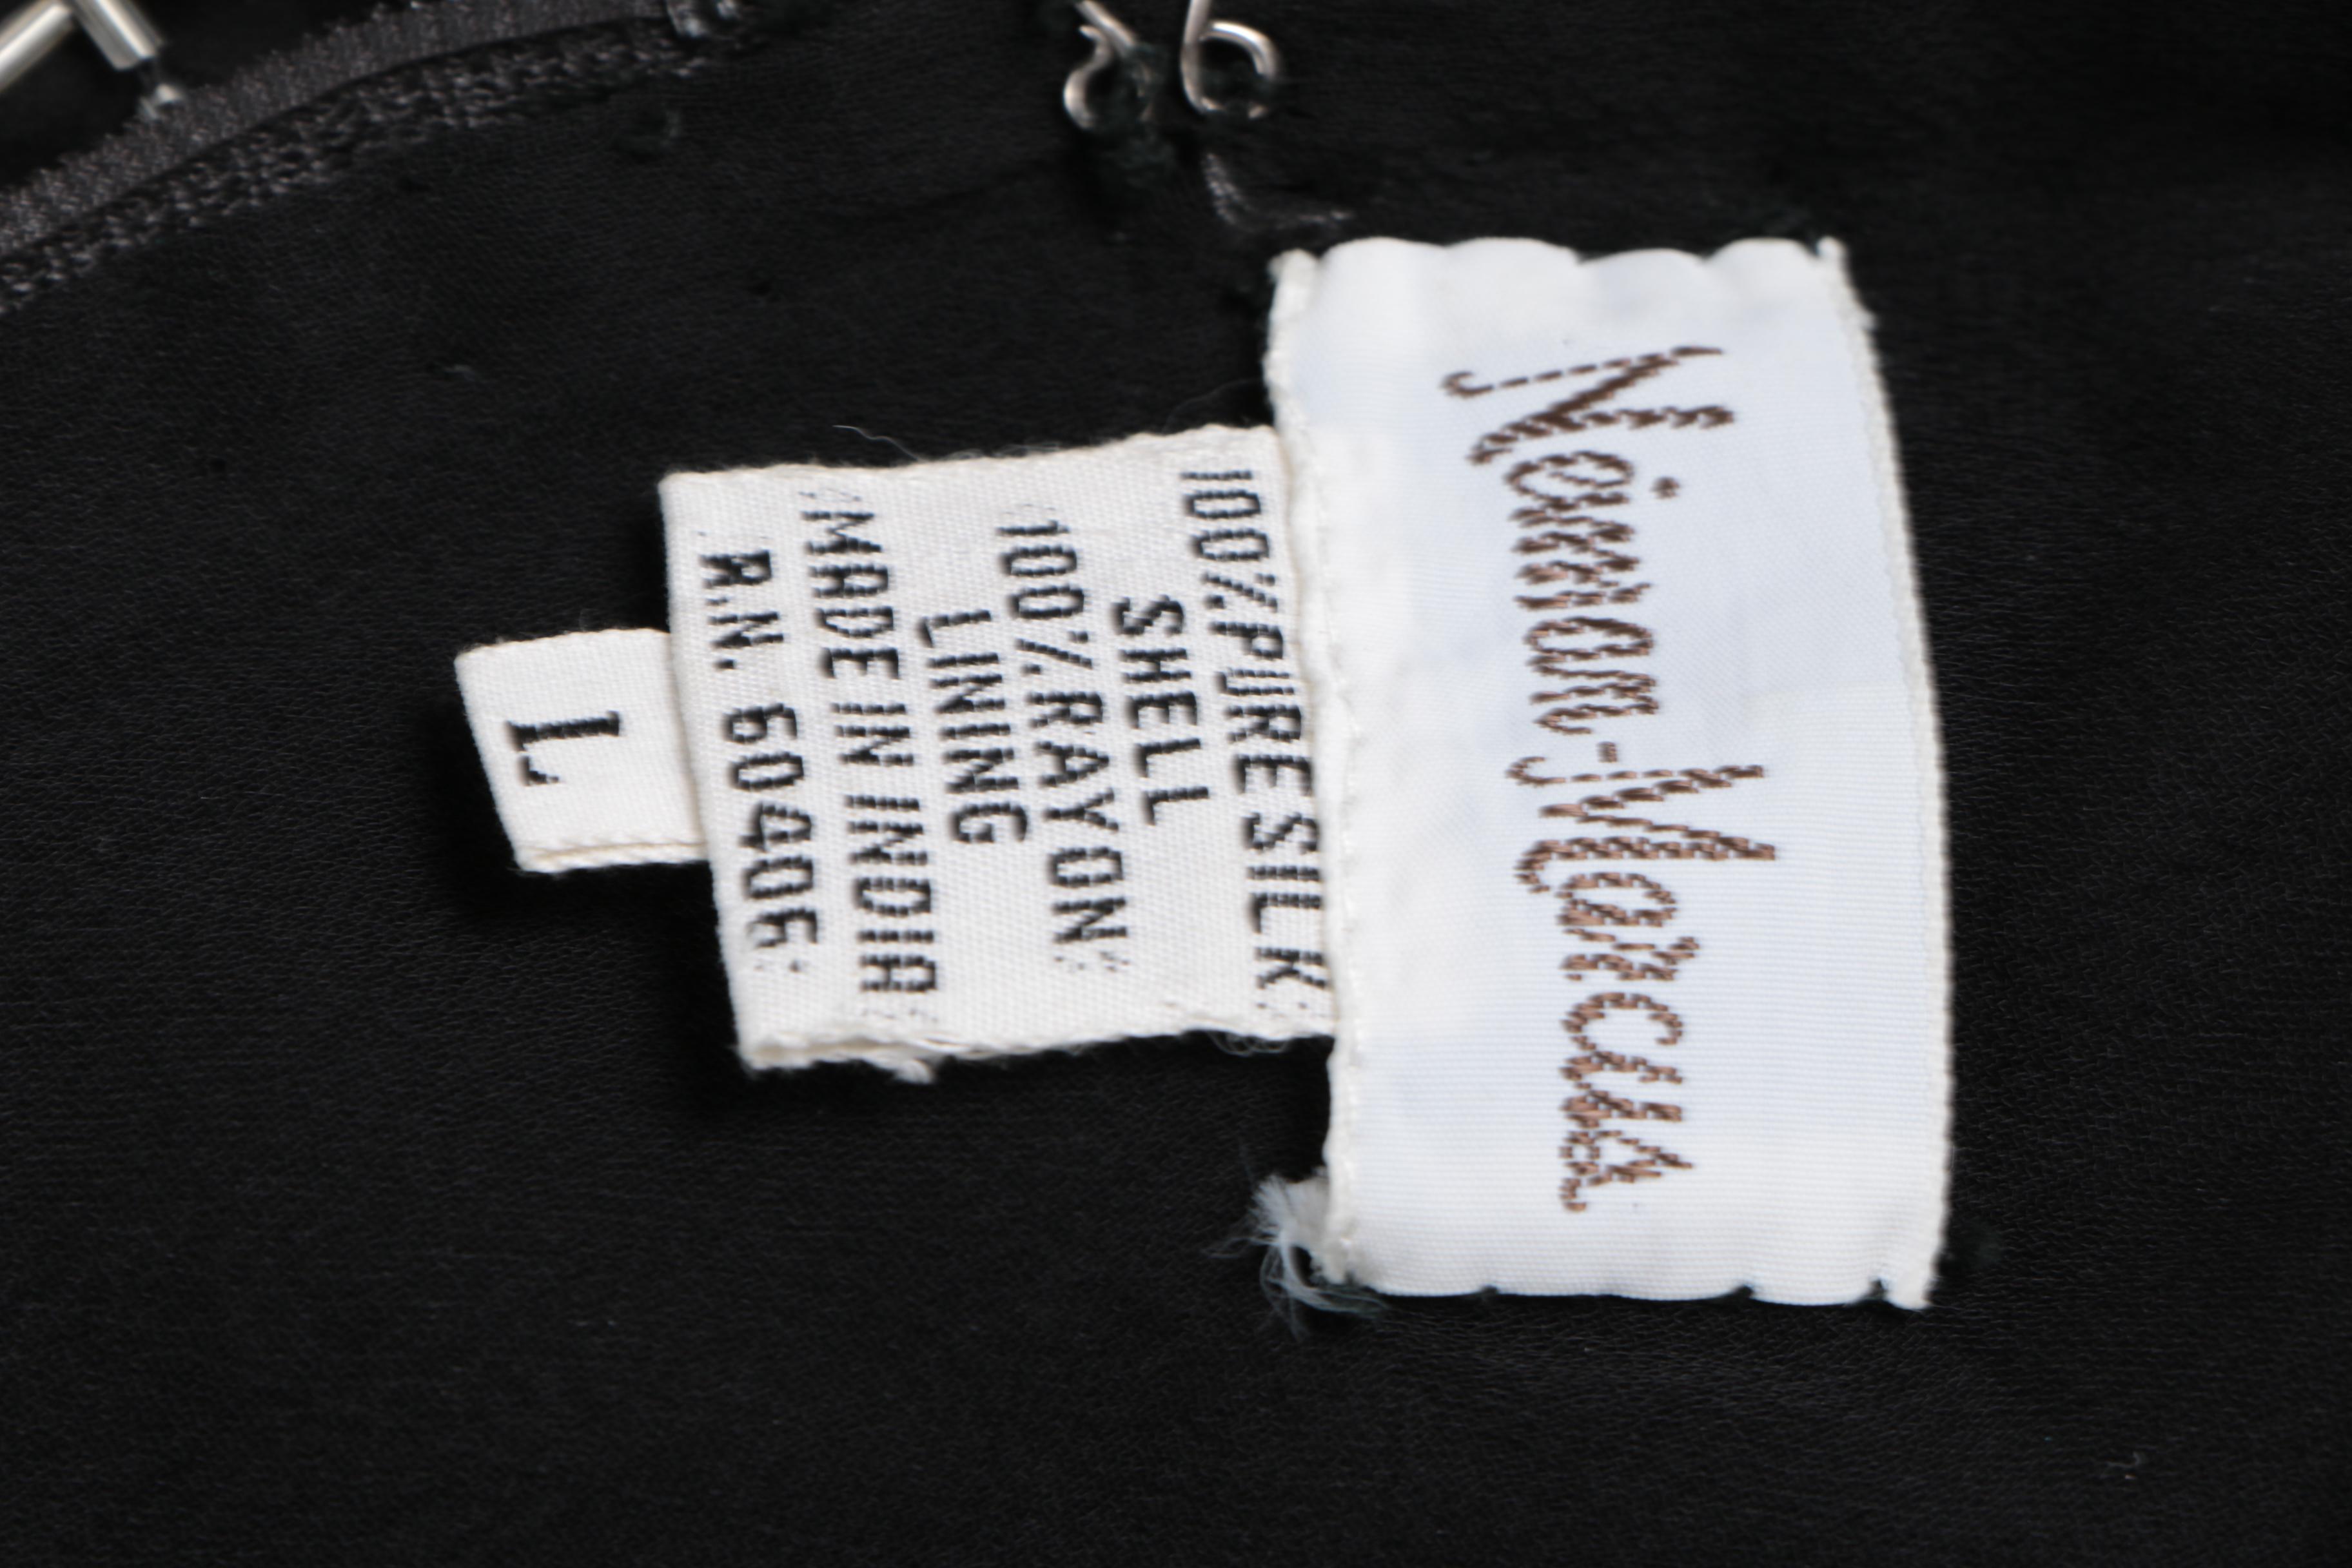 Neiman-Marcus
100% PURE SILK
SHELL
100% RAYON
LINING
MADE IN INDIA
R.N. 60406
L